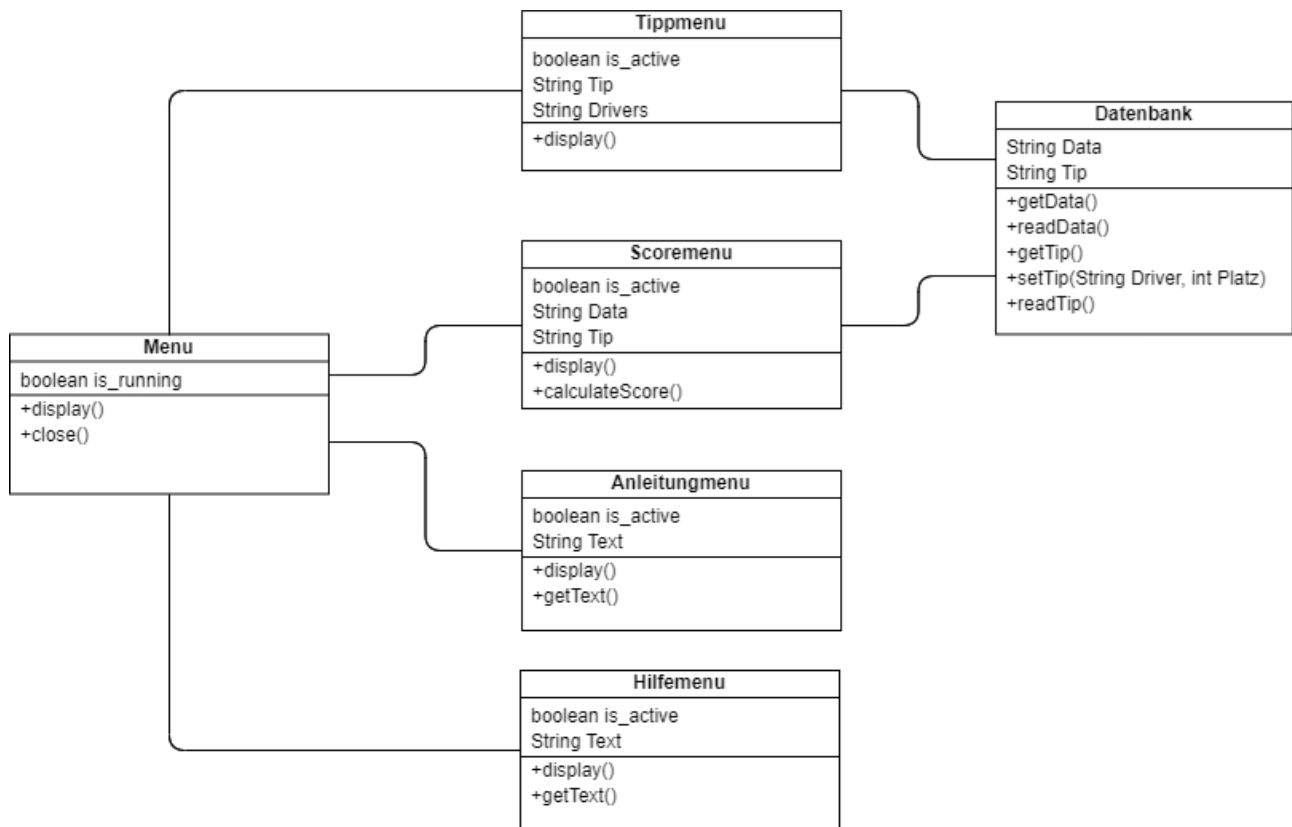 Tippmenu
boolean is_active
String Tip
String Drivers
+display()
Datenbank
String Data
String Tip
+getData()
+readData()
+getTip()
+setTip(String Driver, int Platz)
+readTip()
Scoremenu
boolean is_active
String Data
String Tip
+display()
+calculateScore()
Menu
boolean is_running
+display()
+close()
Anleitungmenu
boolean is_active
String Text
+display()
+getText()
Hilfemenu
boolean is_active
String Text
+display()
+getText()